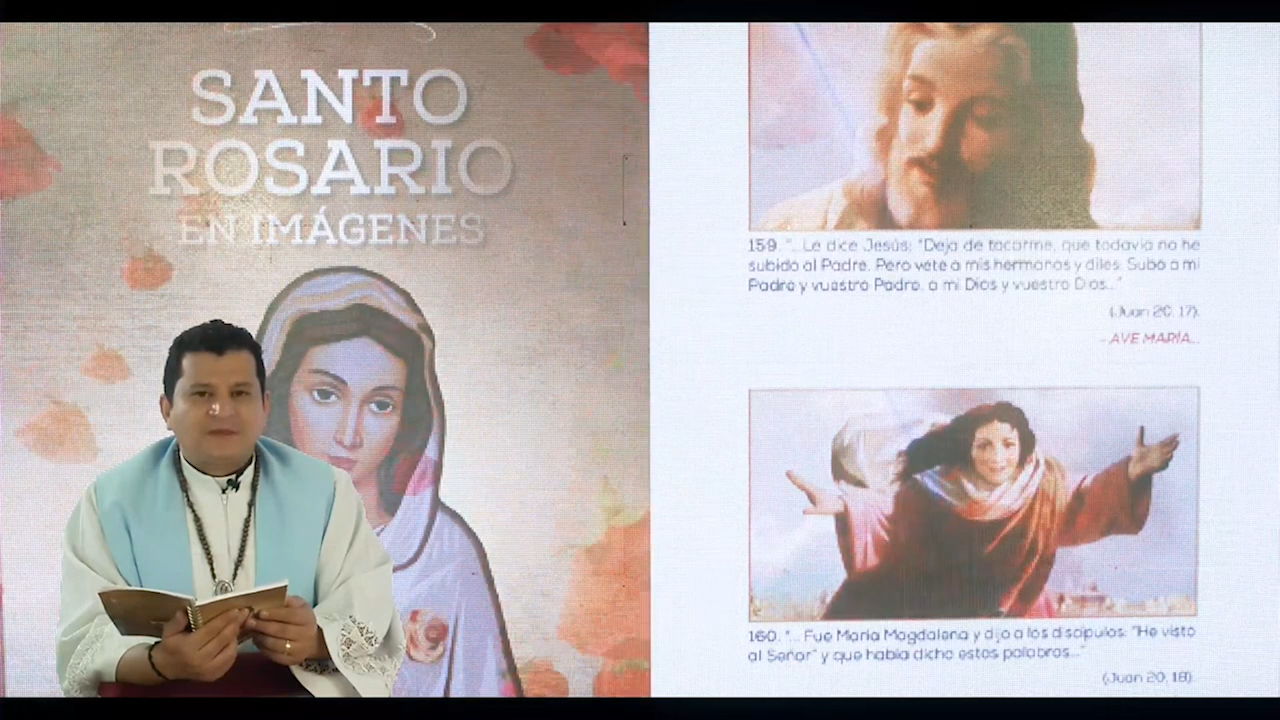 SANTO
ROSARIO
EN IMÁGENES
159. "... Le dice Jesús: "Deja de tocarme, que todavía no he
subido al Padre. Pero vete a mis hermanos y diles: Subo a mi
Padre y vuestro Padre, a mi Dios y vuestro Dios..."
(Juan 20, 17).
- AVE MARÍA...
160. "... Fue María Magdalena y dijo a los discípulos: "He visto
al Señor" y que había dicho estas palabras..."
(Juan 20, 18).